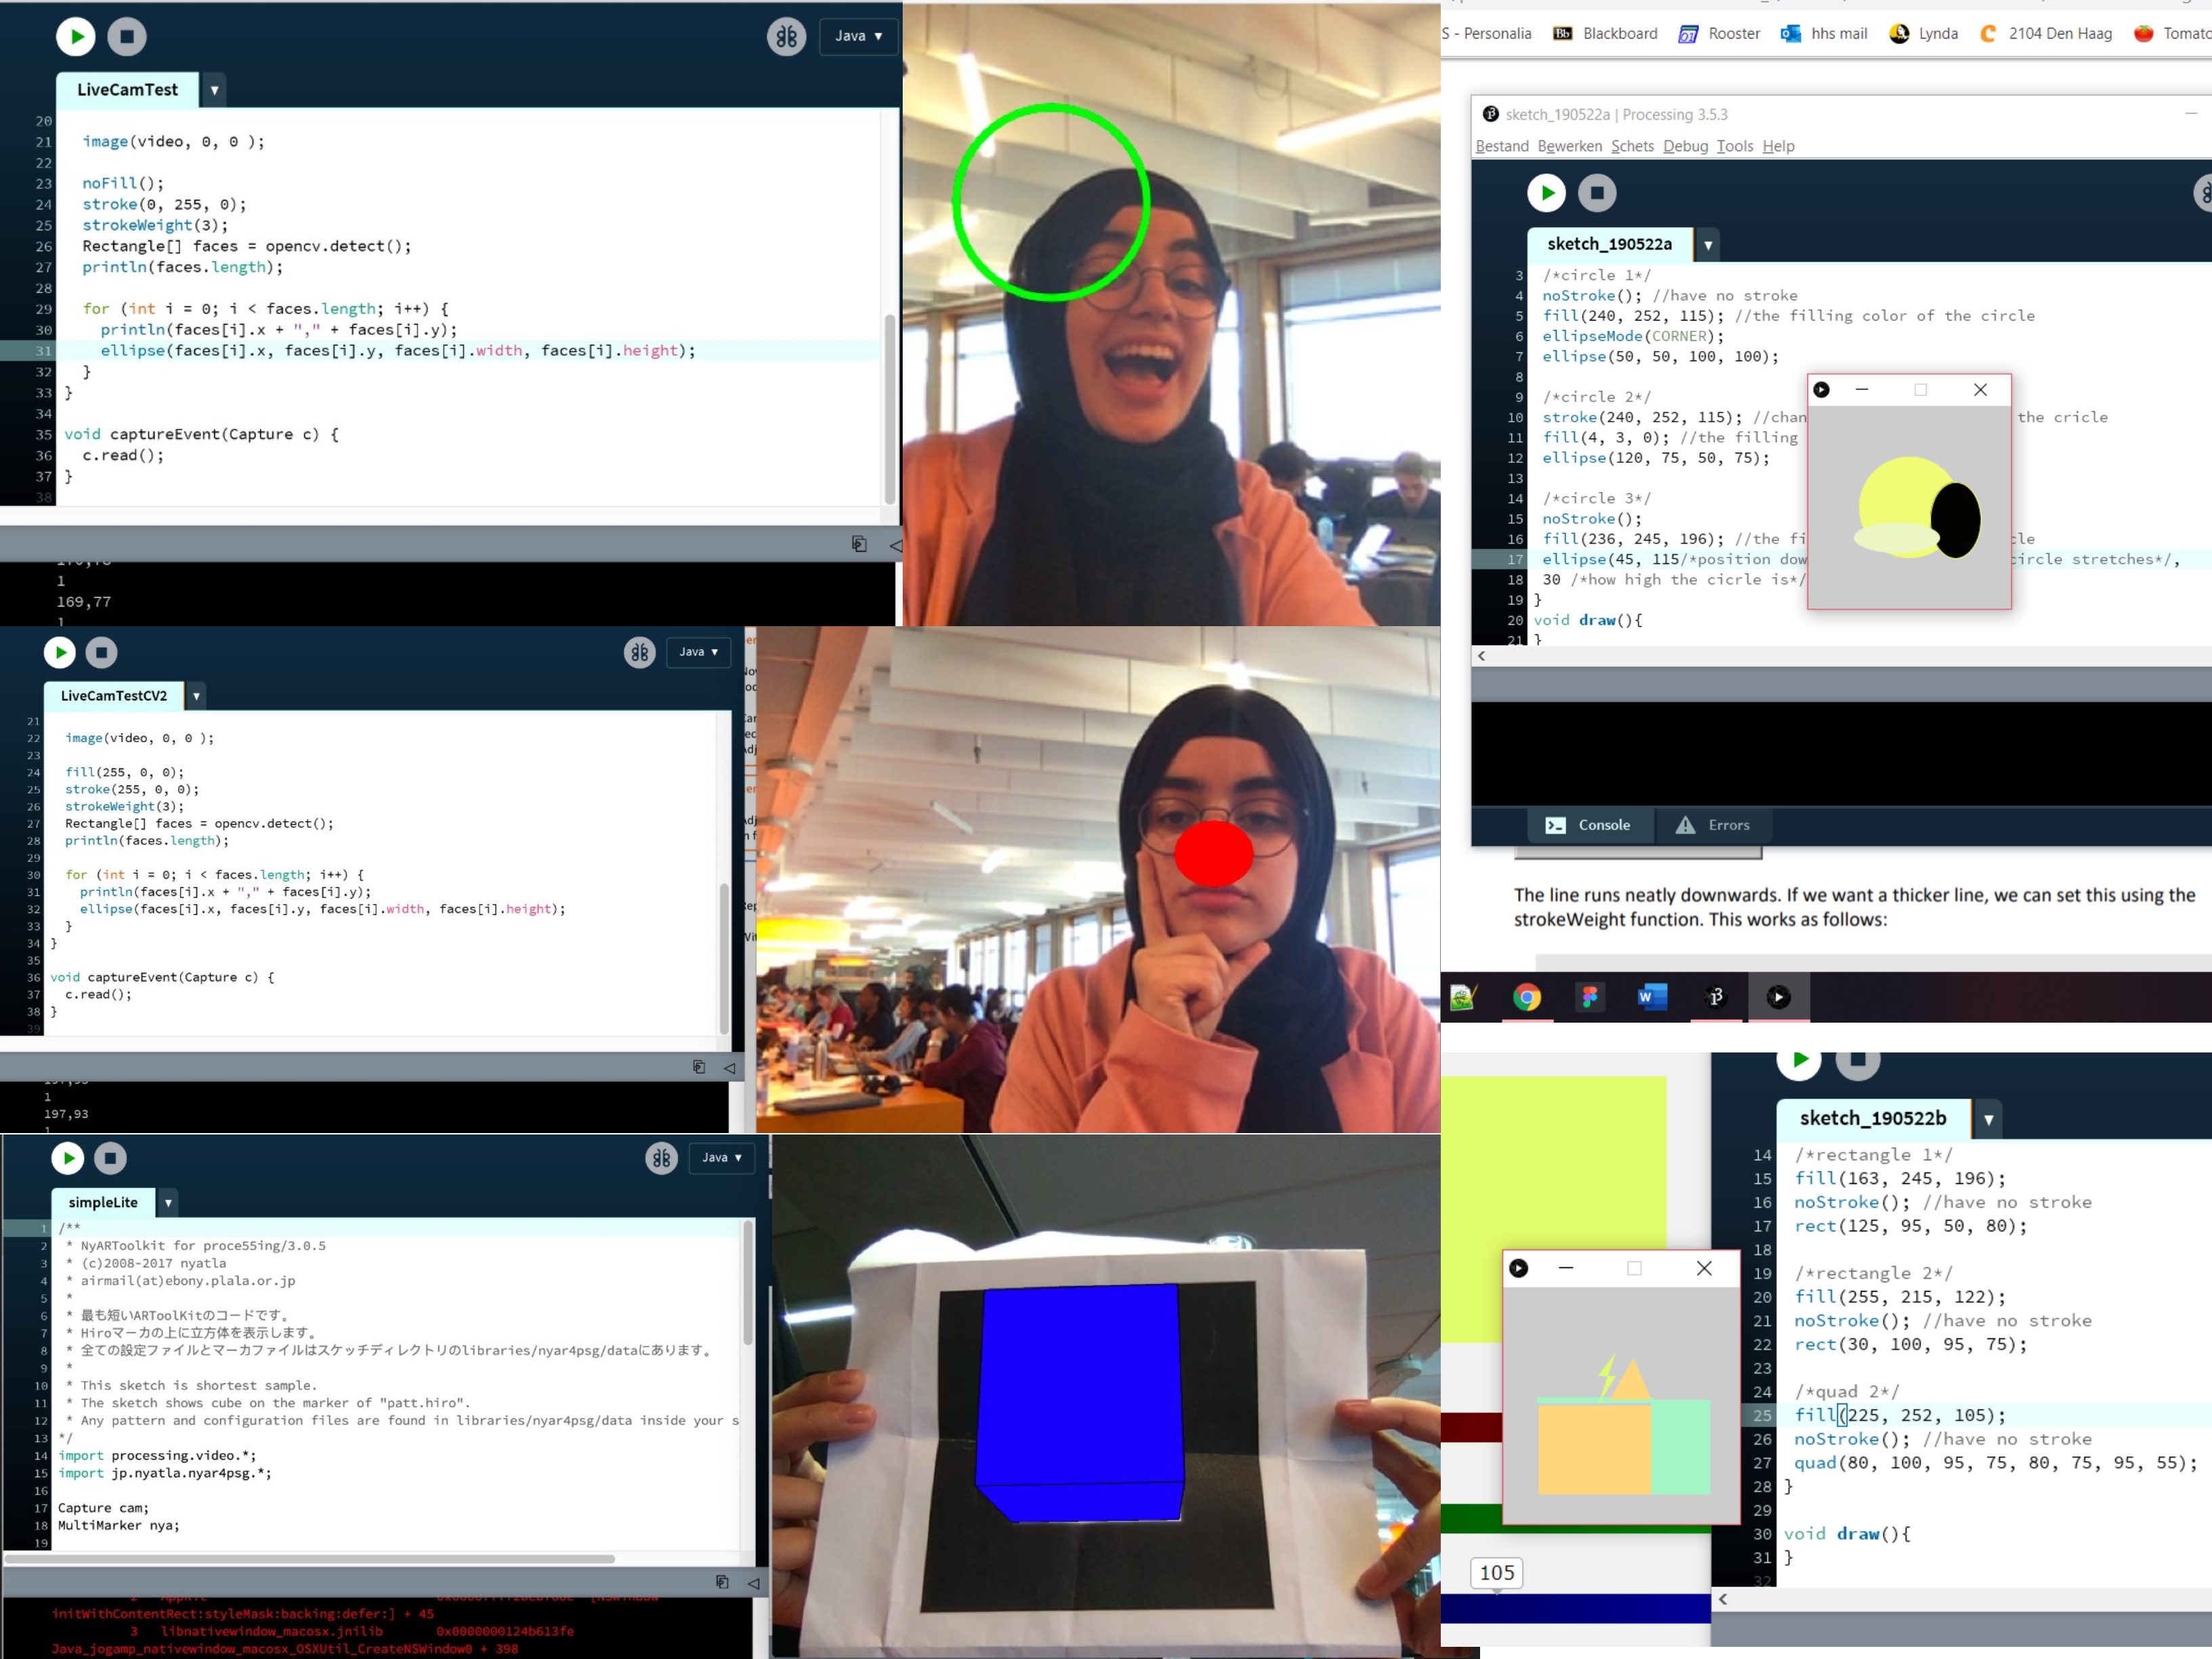 Java ▼
LiveCamTest ▼
20
21 image(video, 0, 0 );
22
23 noFill();
24 stroke(0, 255, 0);
25 strokeWeight(3);
26 Rectangle[] faces = opencv.detect();
27 println(faces.length);
28
29 for (int i = 0; i < faces.length; i++) {
30 println(faces[i].x + "," + faces[i].y);
31 ellipse(faces[i].x, faces[i].y, faces[i].width, faces[i].height);
32 }
33 }
34
35 void captureEvent(Capture c) {
36 c.read();
37 }
38
1
169,77
1
Java ▼
LiveCamTestCV2 ▼
21
22 image(video, 0, 0 );
23
24 fill(255, 0, 0);
25 stroke(255, 0, 0);
26 strokeWeight(3);
27 Rectangle[] faces = opencv.detect();
28 println(faces.length);
29
30 for (int i = 0; i < faces.length; i++) {
31 println(faces[i].x + "," + faces[i].y);
32 ellipse(faces[i].x, faces[i].y, faces[i].width, faces[i].height);
33 }
34 }
35
36 void captureEvent(Capture c) {
37 c.read();
38 }
39
1
197,93
1
Java ▼
simpleLite ▼
1 /**
2 * NyARToolkit for proce55ing/3.0.5
3 * (c)2008-2017 nyatla
4 * airmail(at)ebony.plala.or.jp
5 *
6 * 最も短いARToolKitのコードです。
7 * Hiroマーカの上に立方体を表示します。
8 * 全ての設定ファイルとマーカファイルはスケッチディレクトリのlibraries/nyar4psg/dataにあります。
9 *
10 * This sketch is shortest sample.
11 * The sketch shows cube on the marker of "patt.hiro".
12 * Any pattern and configuration files are found in libraries/nyar4psg/data inside your s
13 */
14 import processing.video.*;
15 import jp.nyatla.nyar4psg.*;
16
17 Capture cam;
18 MultiMarker nya;
19
initWithContentRect:styleMask:backing:defer:] + 45
3 libnativewindow_macosx.jnilib 0x0000000124b613fe
Java_jogamp_nativewindow_macosx_OSXUtil_CreateNSWindow0 + 398
S - Personalia Bb Blackboard Rooster hhs mail Lynda 2104 Den Haag Tomato
sketch_190522a | Processing 3.5.3
Bestand Bewerken Schets Debug Tools Help
sketch_190522a ▼
3 /*circle 1*/
4 noStroke(); //have no stroke
5 fill(240, 252, 115); //the filling color of the circle
6 ellipseMode(CORNER);
7 ellipse(50, 50, 100, 100);
8
9 /*circle 2*/
10 stroke(240, 252, 115); //chan the cricle
11 fill(4, 3, 0); //the filling
12 ellipse(120, 75, 50, 75);
13
14 /*circle 3*/
15 noStroke();
16 fill(236, 245, 196); //the fi cle
17 ellipse(45, 115/*position dow circle stretches*/,
18 30 /*how high the cicrle is*/
19 }
20 void draw(){
21 }
Console Errors
The line runs neatly downwards. If we want a thicker line, we can set this using the
strokeWeight function. This works as follows:
105
sketch_190522b ▼
14 /*rectangle 1*/
15 fill(163, 245, 196);
16 noStroke(); //have no stroke
17 rect(125, 95, 50, 80);
18
19 /*rectangle 2*/
20 fill(255, 215, 122);
21 noStroke(); //have no stroke
22 rect(30, 100, 95, 75);
23
24 /*quad 2*/
25 fill(225, 252, 105);
26 noStroke(); //have no stroke
27 quad(80, 100, 95, 75, 80, 75, 95, 55);
28 }
29
30 void draw(){
31 }
32